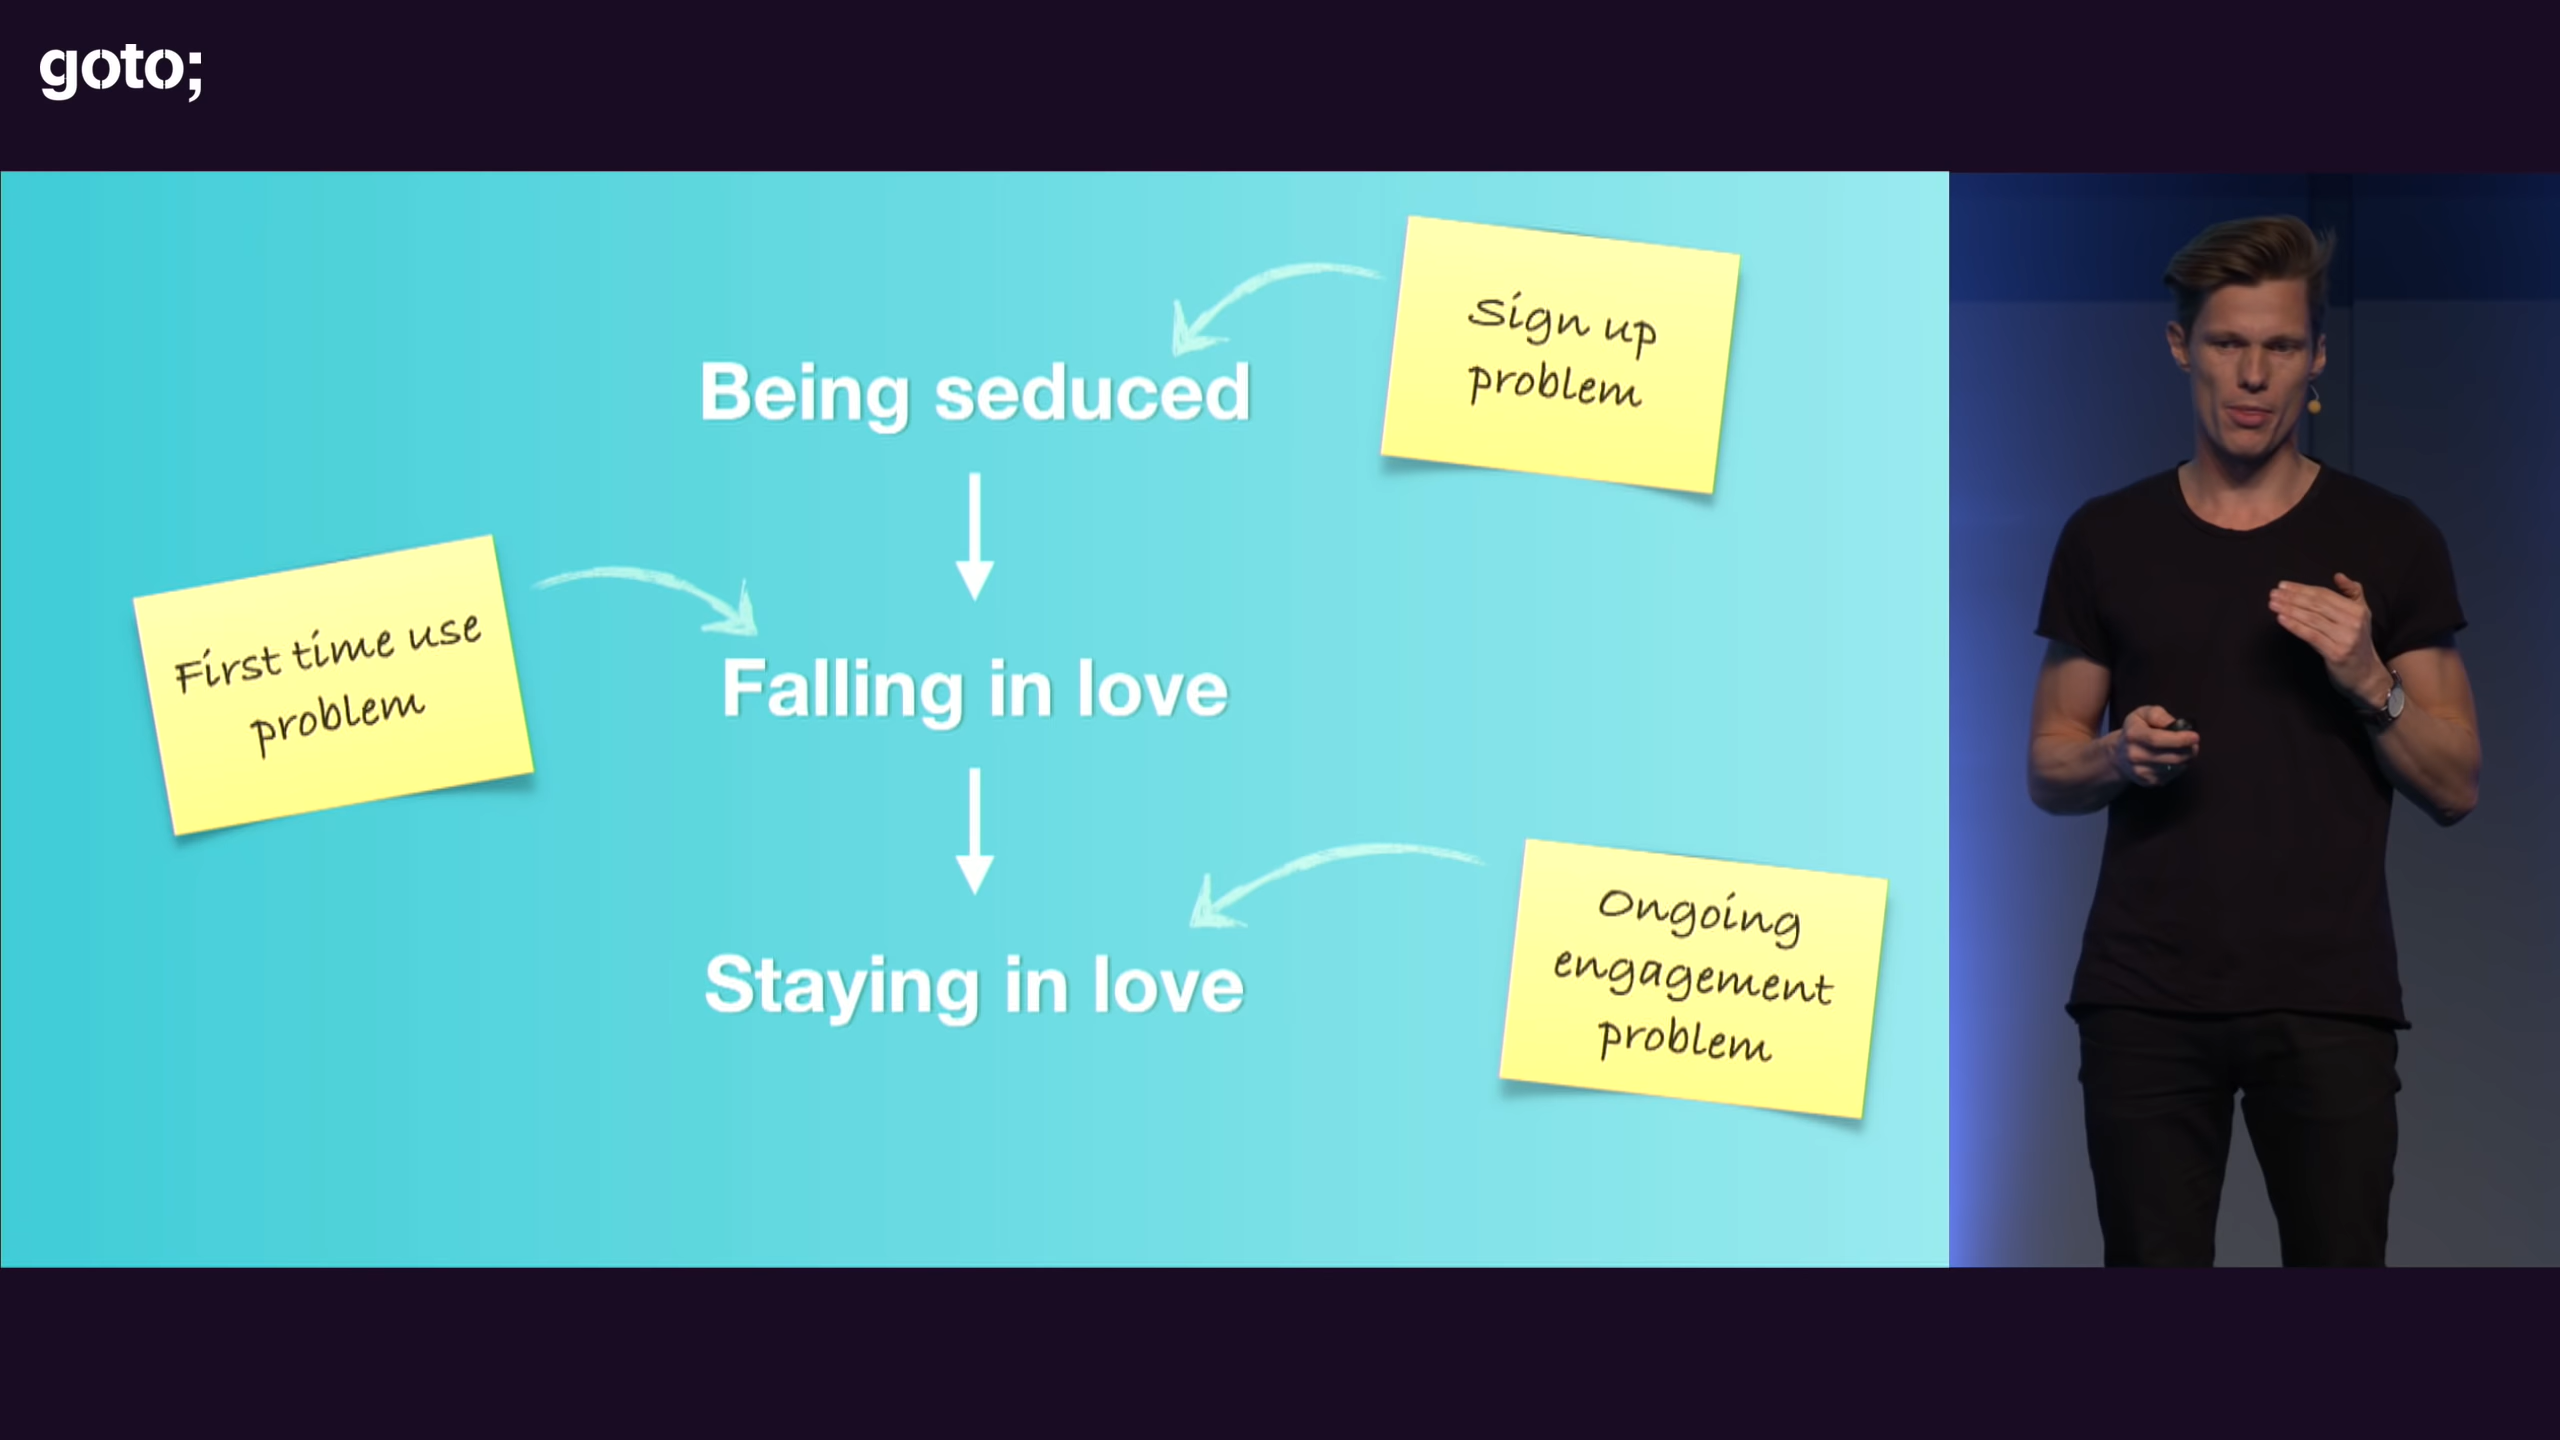 goto;
Sign up
problem
Being seduced
First time use
problem
Falling in love
Ongoing
engagement
problem
Staying in love